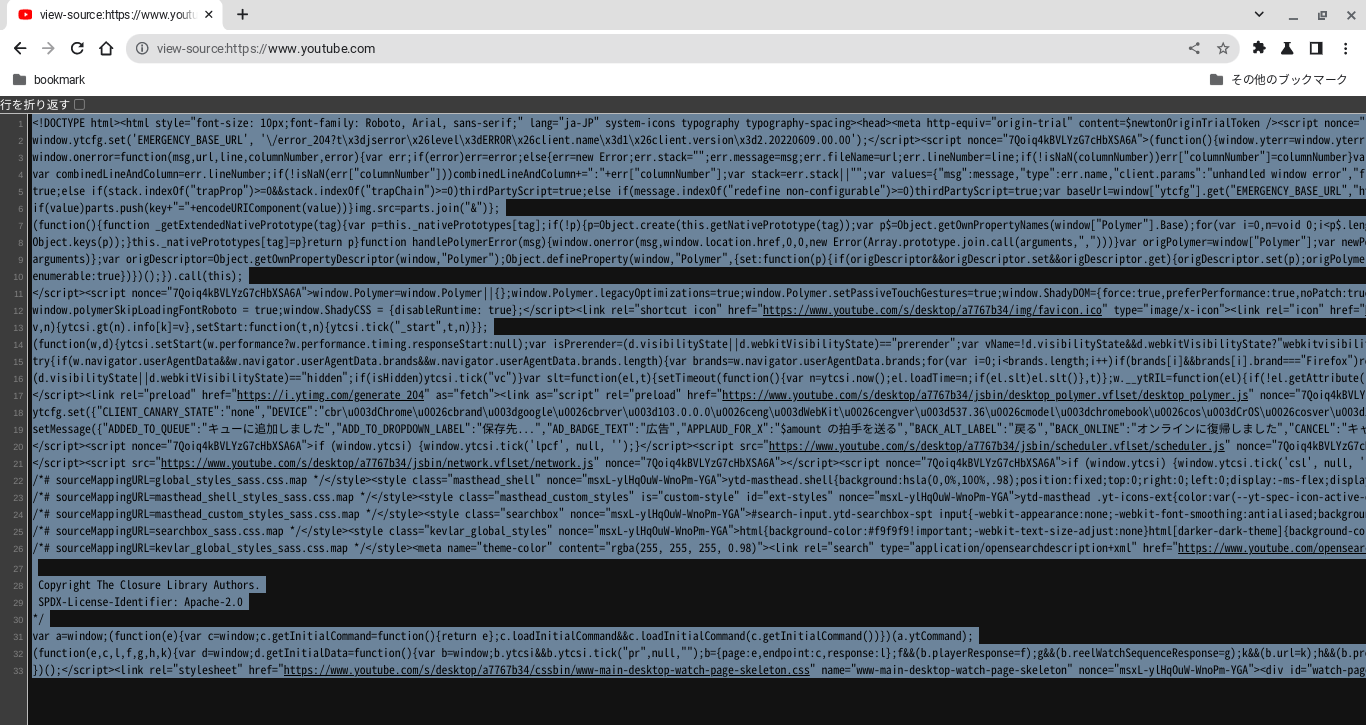 view-source:https://www.youtu
view-source:https://www.youtube.com
bookmark
その他のブックマーク
行を折り返す
1 <!DOCTYPE html><html style="font-size: 10px;font-family: Roboto, Arial, sans-serif;" lang="ja-JP" system-icons typography typography-spacing><head><meta http-equiv="origin-trial" content=$newtonOriginTrialToken /><script nonce="
2 window.ytcfg.set('EMERGENCY_BASE_URL', '\/error_204?t\x3djserror\x26level\x3dERROR\x26client.name\x3d1\x26client.version\x3d2.20220609.00.00');</script><script nonce="7Qoiq4kBVLYzG7cHbXSA6A">(function(){window.yterr=window.yterr
3 window.onerror=function(msg,url,line,columnNumber,error){var err;if(error)err=error;else{err=new Error;err.stack="";err.message=msg;err.fileName=url;err.lineNumber=line;if(!isNaN(columnNumber))err["columnNumber"]=columnNumber}va
4 var combinedLineAndColumn=err.lineNumber;if(!isNaN(err["columnNumber"]))combinedLineAndColumn+=":"+err["columnNumber"];var stack=err.stack||"";var values={"msg":message,"type":err.name,"client.params":"unhandled window error","f
5 true;else if(stack.indexOf("trapProp")>=0&&stack.indexOf("trapChain")>=0)thirdPartyScript=true;else if(message.indexOf("redefine non-configurable")>=0)thirdPartyScript=true;var baseUrl=window["ytcfg"].get("EMERGENCY_BASE_URL","ht
6 if(value)parts.push(key+"="+encodeURIComponent(value))}img.src=parts.join("&")};
7 (function(){function _getExtendedNativePrototype(tag){var p=this._nativePrototypes[tag];if(!p){p=Object.create(this.getNativePrototype(tag));var p$=Object.getOwnPropertyNames(window["Polymer"].Base);for(var i=0,n=void 0;i<p$.leng
8 Object.keys(p));}this._nativePrototypes[tag]=p}return p}function handlePolymerError(msg){window.onerror(msg,window.location.href,0,0,new Error(Array.prototype.join.call(arguments,",")))}var origPolymer=window["Polymer"];var newPo
9 arguments)};var origDescriptor=Object.getOwnPropertyDescriptor(window,"Polymer");Object.defineProperty(window,"Polymer",{set:function(p){if(origDescriptor&&origDescriptor.set&&origDescriptor.get){origDescriptor.set(p);origPolyme
10 enumerable:true})})();}).call(this);
11 </script><script nonce="7Qoiq4kBVLYzG7cHbXSA6A">window.Polymer=window.Polymer||{};window.Polymer.legacyOptimizations=true;window.Polymer.setPassiveTouchGestures=true;window.ShadyDOM={force:true,preferPerformance:true,noPatch:true
12 window.polymerSkipLoadingFontRoboto = true;window.ShadyCSS = {disableRuntime: true};</script><link rel="shortcut icon" href="https://www.youtube.com/s/desktop/a7767b34/img/favicon.ico" type="image/x-icon"><link rel="icon" href="
13 v,n){ytcsi.gt(n).info[k]=v},setStart:function(t,n){ytcsi.tick("_start",t,n)}};
14 (function(w,d){ytcsi.setStart(w.performance?w.performance.timing.responseStart:null);var isPrerender=(d.visibilityState||d.webkitVisibilityState)=="prerender";var vName=!d.visibilityState&&d.webkitVisibilityState?"webkitvisibili
15 try{if(w.navigator.userAgentData&&w.navigator.userAgentData.brands&&w.navigator.userAgentData.brands.length){var brands=w.navigator.userAgentData.brands;for(var i=0;i<brands.length;i++)if(brands[i]&&brands[i].brand==="Firefox")r
16 (d.visibilityState||d.webkitVisibilityState)=="hidden";if(isHidden)ytcsi.tick("vc")}var slt=function(el,t){setTimeout(function(){var n=ytcsi.now();el.loadTime=n;if(el.slt)el.slt()},t)};w.__ytRIL=function(el){if(!el.getAttribute(
17 </script><link rel="preload" href="https://i.ytimg.com/generate_204" as="fetch"><link as="script" rel="preload" href="https://www.youtube.com/s/desktop/a7767b34/jsbin/desktop_polymer.vflset/desktop_polymer.js" nonce="7Qoiq4kBVLYz
18 ytcfg.set({"CLIENT_CANARY_STATE":"none","DEVICE":"cbr\u003dChrome\u0026cbrand\u003dgoogle\u0026cbrver\u003d103.0.0.0\u0026ceng\u003dWebKit\u0026cengver\u003d537.36\u0026cmodel\u003dchromebook\u0026cos\u003dCrOS\u0026cosver\u003d
19 setMessage({"ADDED_TO_QUEUE":"キューに追加しました","ADD_TO_DROPDOWN_LABEL":"保存先...","AD_BADGE_TEXT":"広告","APPLAUD_FOR_X":"$amount の拍手を送る","BACK_ALT_LABEL":"戻る","BACK_ONLINE":"オンラインに復帰しました","CANCEL":"キャ
20 </script><script nonce="7Qoiq4kBVLYzG7cHbXSA6A">if (window.ytcsi) {window.ytcsi.tick('lpcf', null, '');}</script><script src="https://www.youtube.com/s/desktop/a7767b34/jsbin/scheduler.vflset/scheduler.js" nonce="7Qoiq4kBVLYzG7c
21 </script><script src="https://www.youtube.com/s/desktop/a7767b34/jsbin/network.vflset/network.js" nonce="7Qoiq4kBVLYzG7cHbXSA6A"></script><script nonce="7Qoiq4kBVLYzG7cHbXSA6A">if (window.ytcsi) {window.ytcsi.tick('csl', null, '
22 /*# sourceMappingURL=global_styles_sass.css.map */</style><style class="masthead_shell" nonce="msxL-ylHqOuW-WnoPm-YGA">ytd-masthead.shell{background:hsla(0,0%,100%,.98);position:fixed;top:0;right:0;left:0;display:-ms-flex;displa
23 /*# sourceMappingURL=masthead_shell_styles_sass.css.map */</style><style class="masthead_custom_styles" is="custom-style" id="ext-styles" nonce="msxL-ylHqOuW-WnoPm-YGA">ytd-masthead .yt-icons-ext{color:var(--yt-spec-icon-active-
24 /*# sourceMappingURL=masthead_custom_styles_sass.css.map */</style><style class="searchbox" nonce="msxL-ylHqOuW-WnoPm-YGA">#search-input.ytd-searchbox-spt input{-webkit-appearance:none;-webkit-font-smoothing:antialiased;backgrou
25 /*# sourceMappingURL=searchbox_sass.css.map */</style><style class="kevlar_global_styles" nonce="msxL-ylHqOuW-WnoPm-YGA">html{background-color:#f9f9f9!important;-webkit-text-size-adjust:none}html[darker-dark-theme]{background-co
26 /*# sourceMappingURL=kevlar_global_styles_sass.css.map */</style><meta name="theme-color" content="rgba(255, 255, 255, 0.98)"><link rel="search" type="application/opensearchdescription+xml" href="https://www.youtube.com/opensear
27
28 Copyright The Closure Library Authors.
29 SPDX-License-Identifier: Apache-2.0
30 */
31 var a=window;(function(e){var c=window;c.getInitialCommand=function(){return e};c.loadInitialCommand&&c.loadInitialCommand(c.getInitialCommand())})(a.ytCommand);
32 (function(e,c,l,f,g,h,k){var d=window;d.getInitialData=function(){var b=window;b.ytcsi&&b.ytcsi.tick("pr",null,"");b={page:e,endpoint:c,response:l};f&&(b.playerResponse=f);g&&(b.reelWatchSequenceResponse=g);k&&(b.url=k);h&&(b.pr
33 })();</script><link rel="stylesheet" href="https://www.youtube.com/s/desktop/a7767b34/cssbin/www-main-desktop-watch-page-skeleton.css" name="www-main-desktop-watch-page-skeleton" nonce="msxL-ylHqOuW-WnoPm-YGA"><div id="watch-pag